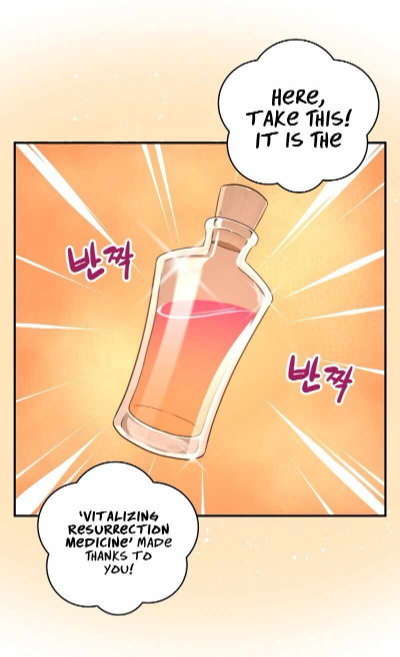 HERE,
TAKE THIS!
IT IS THE
반짝
반짝
'VITALIZING
RESURRECTION
MEDICINE' MADE
THANKS TO
YOU!